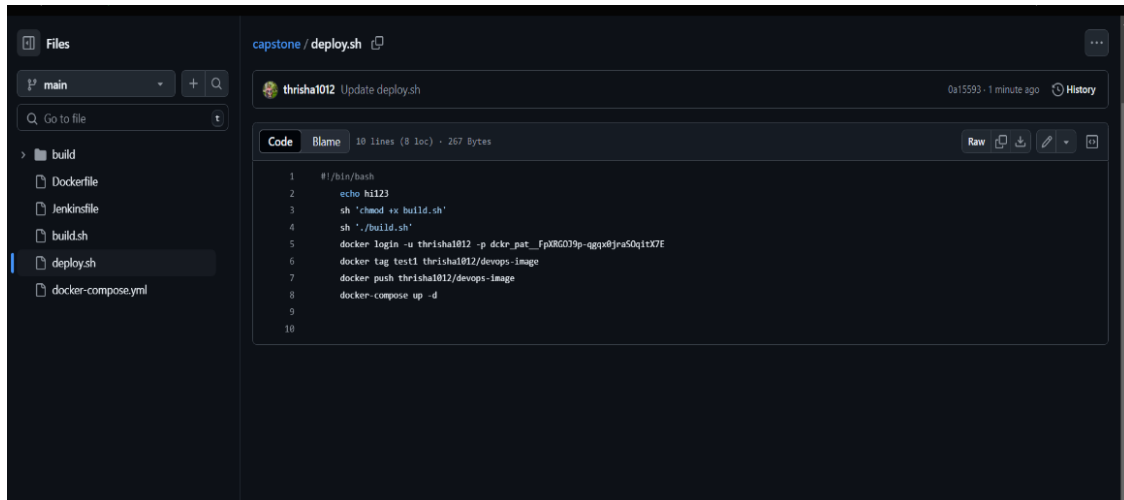 Files
capstone / deploy.sh
main
thrisha1012 Update deploy.sh
0a15593 · 1 minute ago
History
Go to file
t
Code
Blame
10 lines (8 loc) · 267 Bytes
Raw
build
Dockerfile
Jenkinsfile
build.sh
deploy.sh
docker-compose.yml
1 #!/bin/bash
2 echo hi123
3 sh 'chmod +x build.sh'
4 sh './build.sh'
5 docker login -u thrisha1012 -p
6 docker tag test1 thrisha1012/devops-image
7 docker push thrisha1012/devops-image
8 docker-compose up -d
9
10